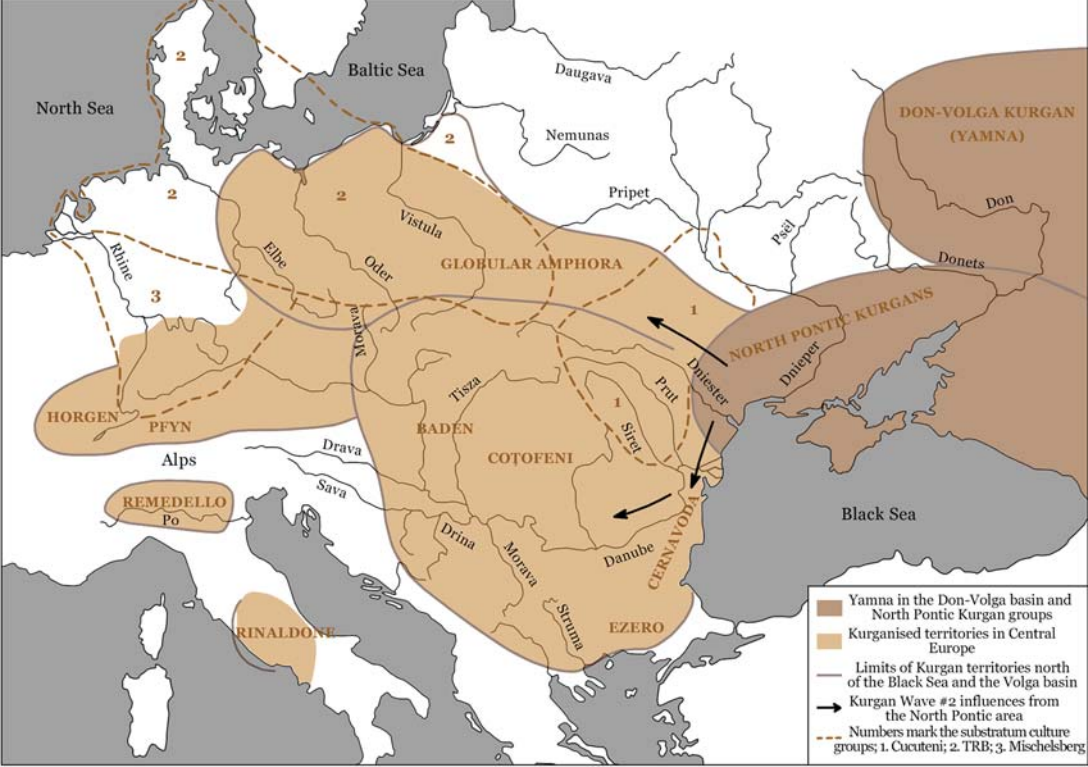 2
Baltic Sea
Daugava
North Sea
DON-VOLGA KURGAN
(YAMNA)
2
Nemunas
2
2
Pripet
Don
Vistula
Psël
Rhine
Elbe
Oder
GLOBULAR AMPHORA
Donets
3
1
NORTH PONTIC KURGANS
Morava
Dniester
Dnieper
Tisza
Prut
HORGEN
PFYN
BADEN
1
Siret
Alps
Drava
COȚOFENI
Sava
REMEDELLO
Po
Black Sea
Drina
Morava
Danube
CERNAVODA
Struma
RINALDONE
EZERO
Yamna in the Don-Volga basin and
North Pontic Kurgan groups
Kurganised territories in Central
Europe
Limits of Kurgan territories north
of the Black Sea and the Volga basin
Kurgan Wave #2 influences from
the North Pontic area
Numbers mark the substratum culture
groups; 1. Cucuteni; 2. TRB; 3. Mischelsberg